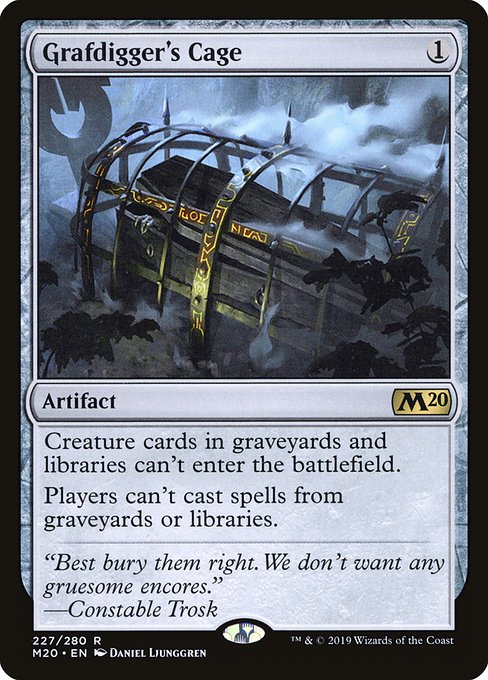 Grafdigger's Cage 1
Artifact M20
Creature cards in graveyards and
libraries can't enter the battlefield.
Players can't cast spells from
graveyards or libraries.
“Best bury them right. We don't want any
gruesome encores.”
—Constable Trosk
227/280 R
M20 • EN Daniel Ljunggren
™ & © 2019 Wizards of the Coast